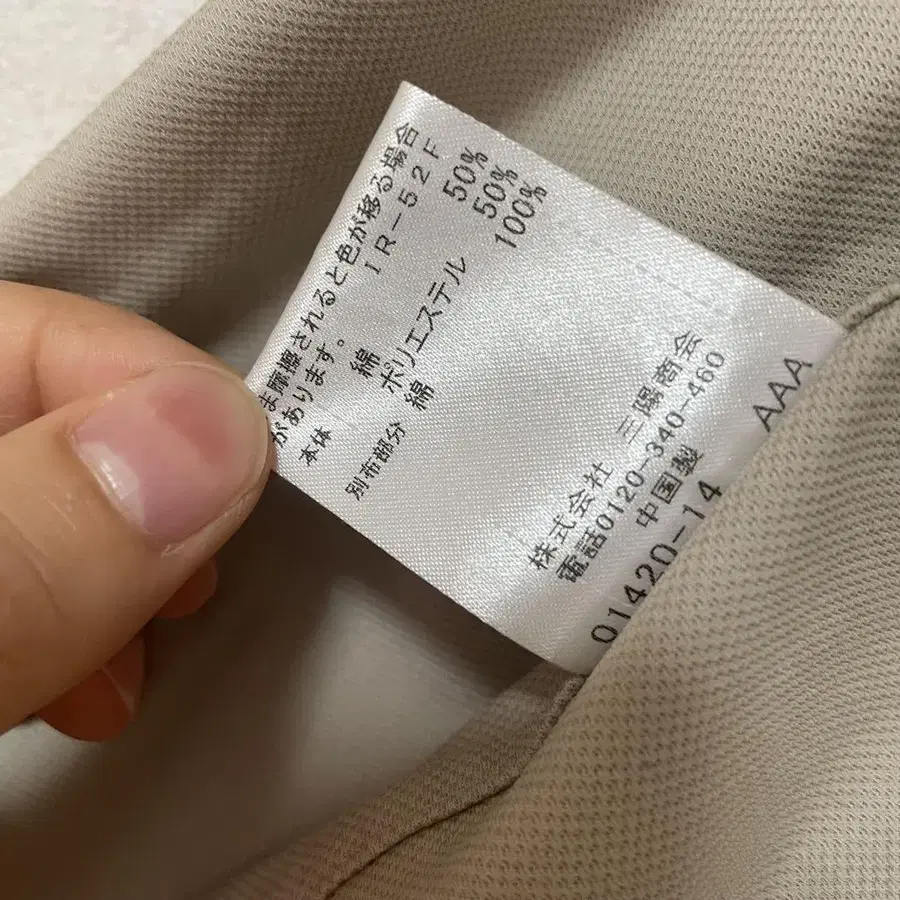 ま摩擦されると色が移る場合
があります。 IR-52F
本体 綿 50%
ポリエステル 50%
別布部分 綿 100%
株式会社 三陽商会
電話0120-340-460
中国製
01420-14 AAA